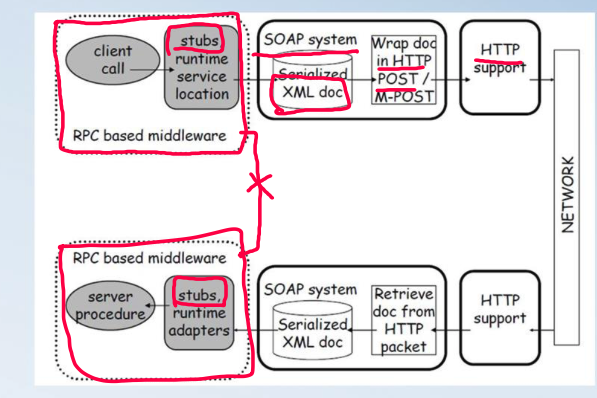 client
call
stubs,
runtime
service
location
RPC based middleware
SOAP system
Serialized
XML doc
Wrap doc
in HTTP
POST /
M-POST
HTTP
support
NETWORK
RPC based middleware
server
procedure
stubs,
runtime
adapters
SOAP system
Serialized
XML doc
Retrieve
doc from
HTTP
packet
HTTP
support